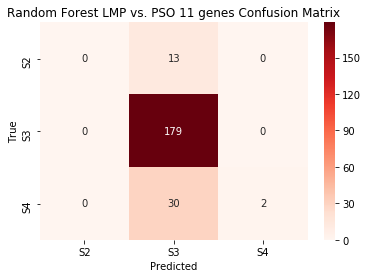 Random Forest LMP vs. PSO 11 genes Confusion Matrix
True
S2 0 13 0
S3 0 179 0
S4 0 30 2
S2 S3 S4
Predicted
150
120
90
60
30
0